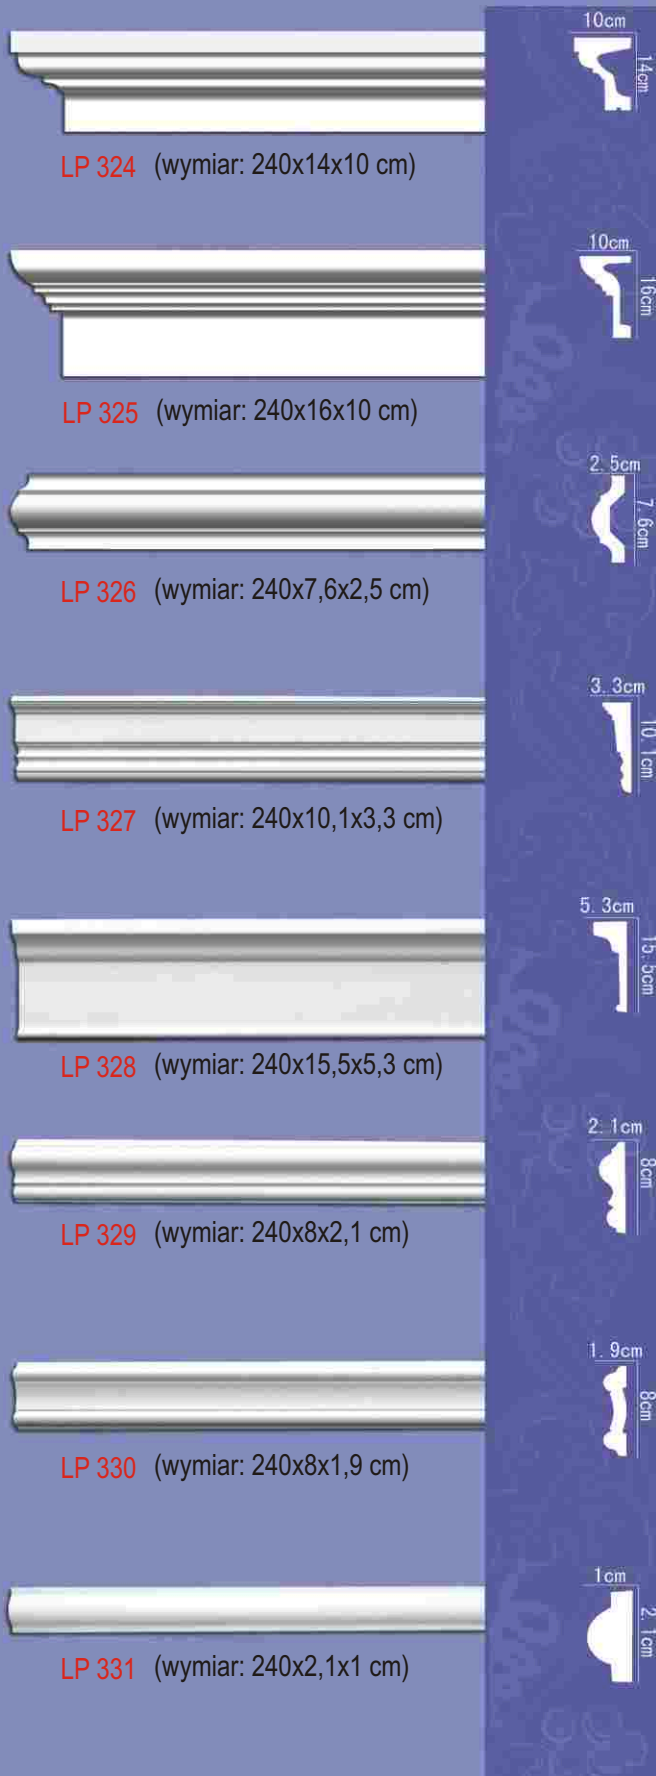 10cm
14cm
LP 324 (wymiar: 240x14x10 cm)
10cm
16cm
LP 325 (wymiar: 240x16x10 cm)
2.5cm
7.6cm
LP 326 (wymiar: 240x7,6x2,5 cm)
3.3cm
10.1cm
LP 327 (wymiar: 240x10,1x3,3 cm)
5.3cm
15.5cm
LP 328 (wymiar: 240x15,5x5,3 cm)
2.1cm
8cm
LP 329 (wymiar: 240x8x2,1 cm)
1.9cm
8cm
LP 330 (wymiar: 240x8x1,9 cm)
1cm
2.1cm
LP 331 (wymiar: 240x2,1x1 cm)